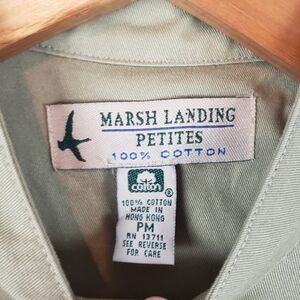 MARSH LANDING
PETITES
100% COTTON
cotton
®
100% COTTON
MADE IN
HONG KONG
PM
RN 13711
SEE REVERSE
FOR CARE